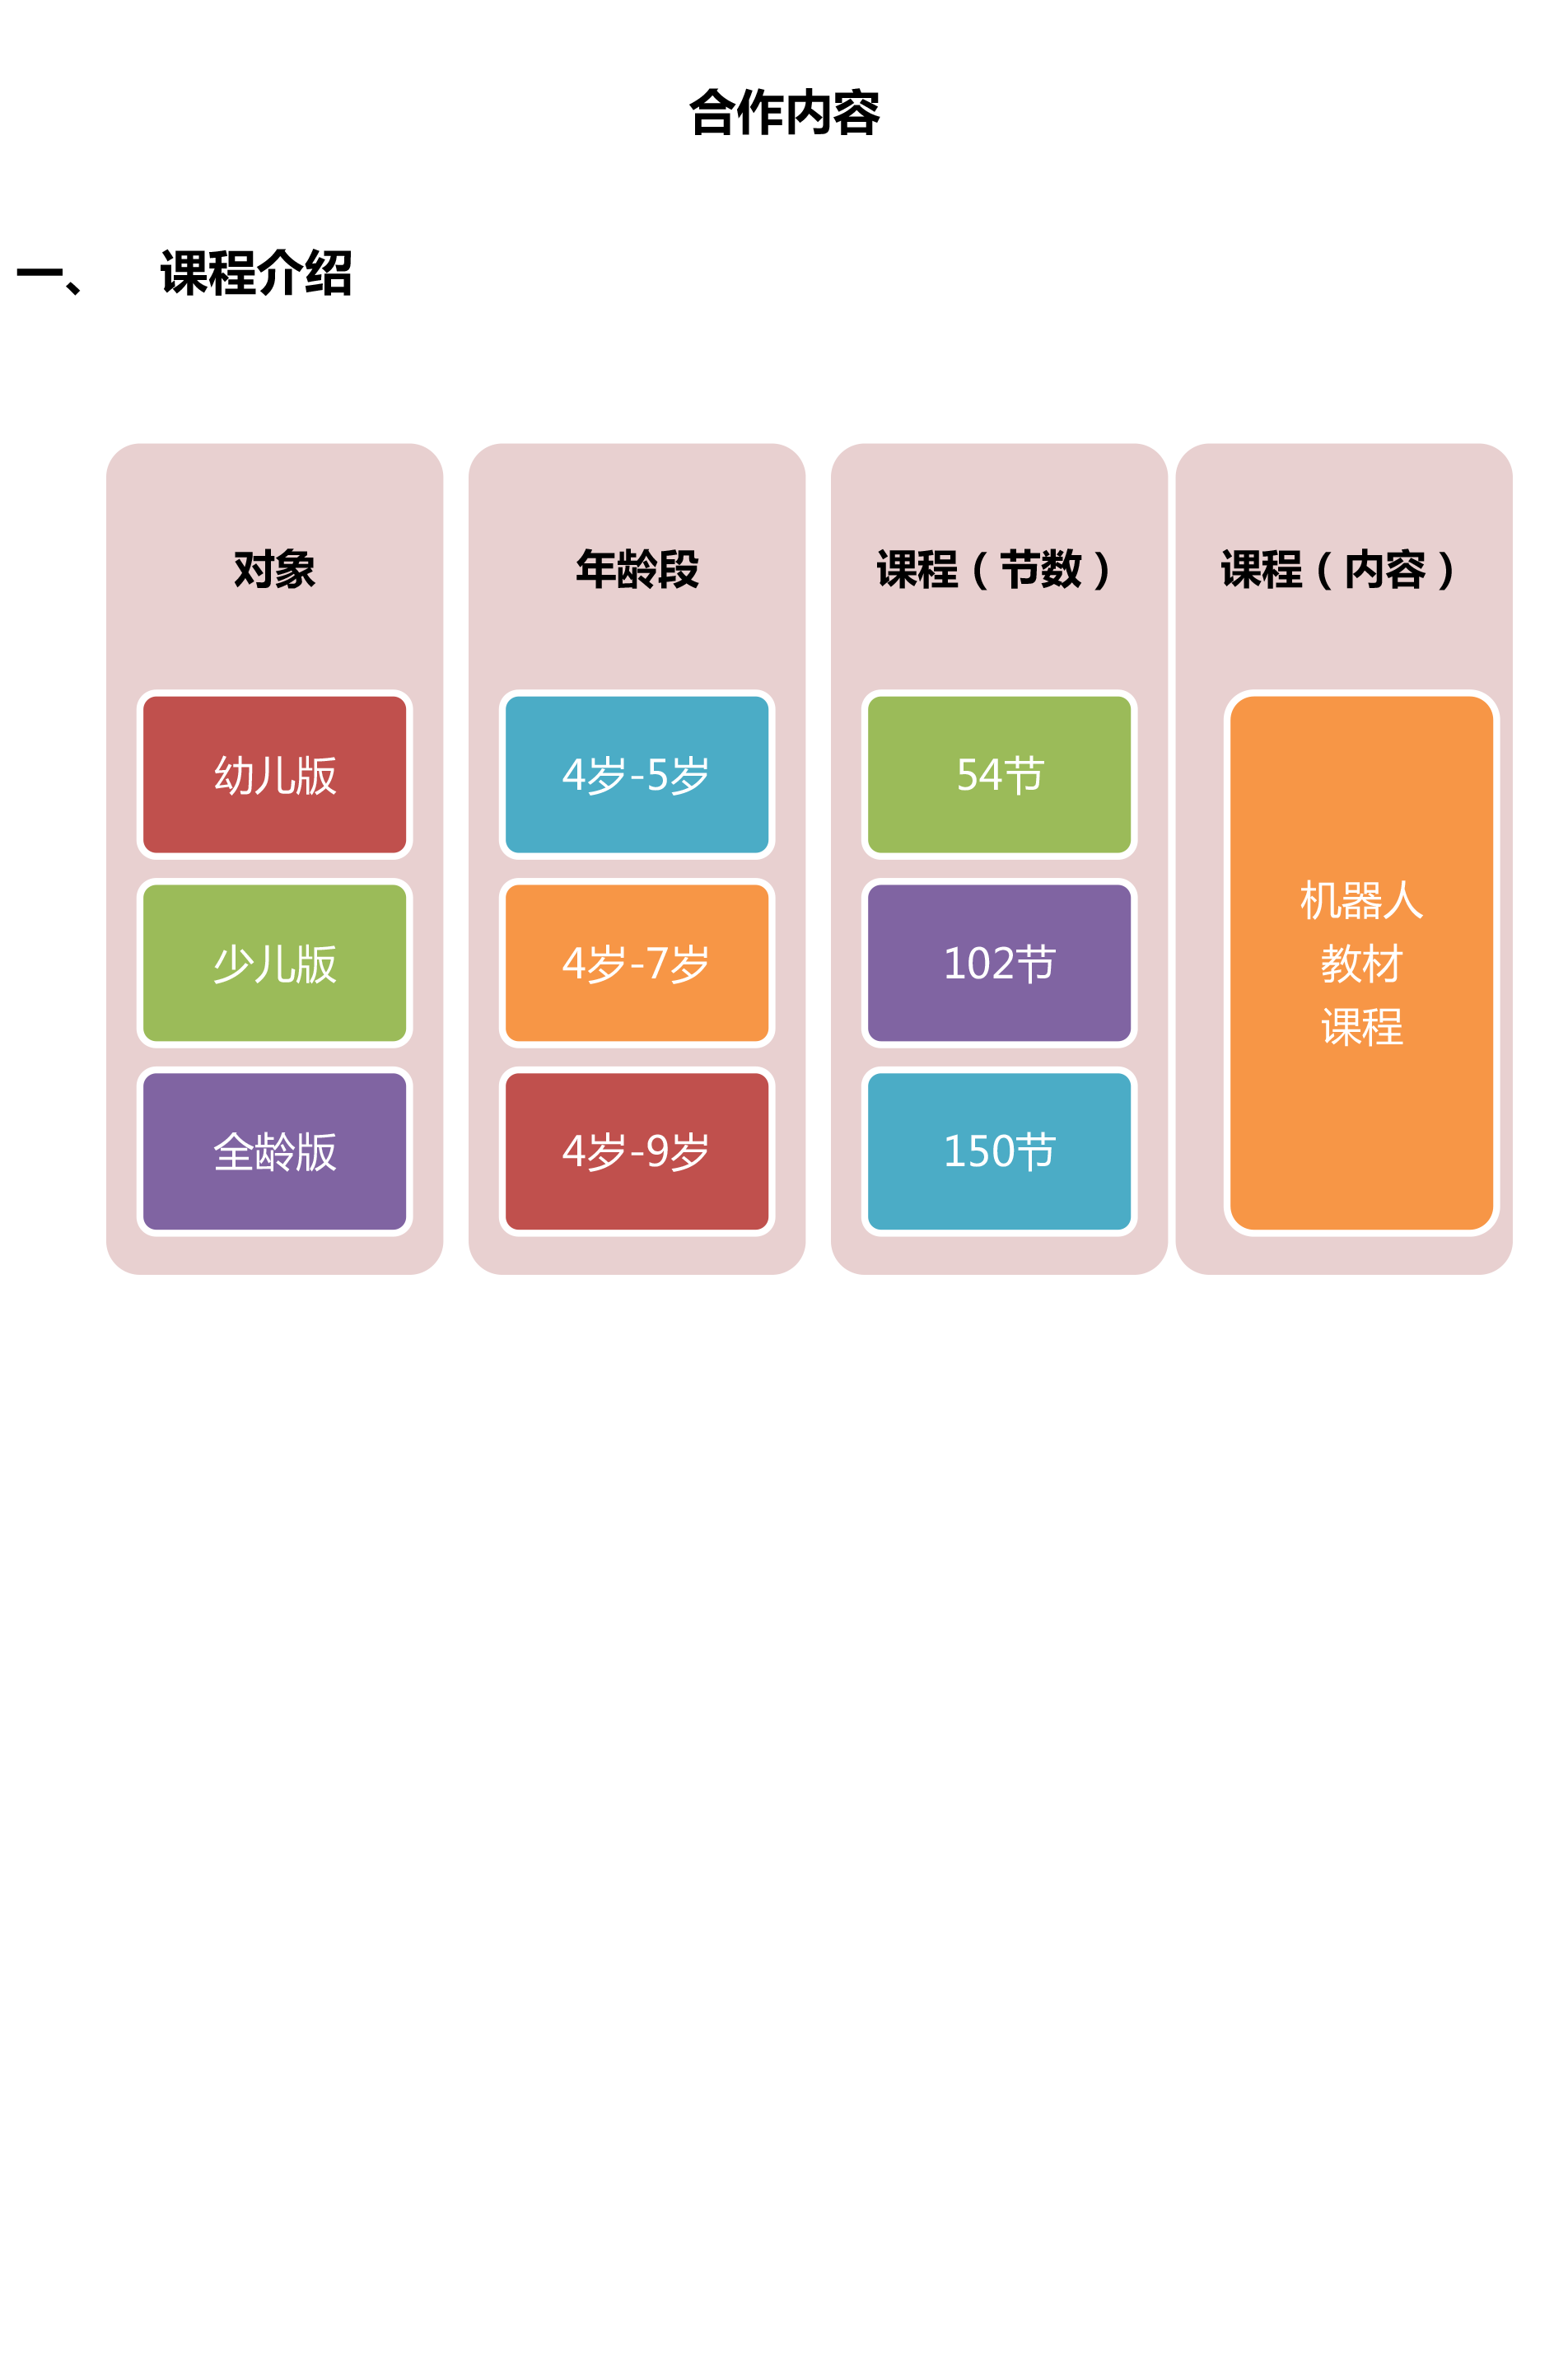 合作内容
一、 课程介绍
对象
年龄段
课程(节数)
课程(内容)
幼儿版
4岁-5岁
54节
少儿版
4岁-7岁
102节
全龄版
4岁-9岁
150节
机器人
教材
课程